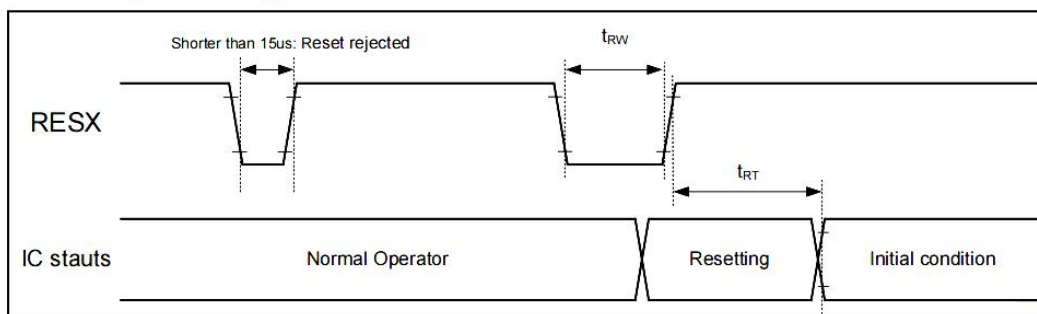 Shorter than 15us: Reset rejected
tRW
RESX
tRT
IC stauts
Normal Operator
Resetting
Initial condition